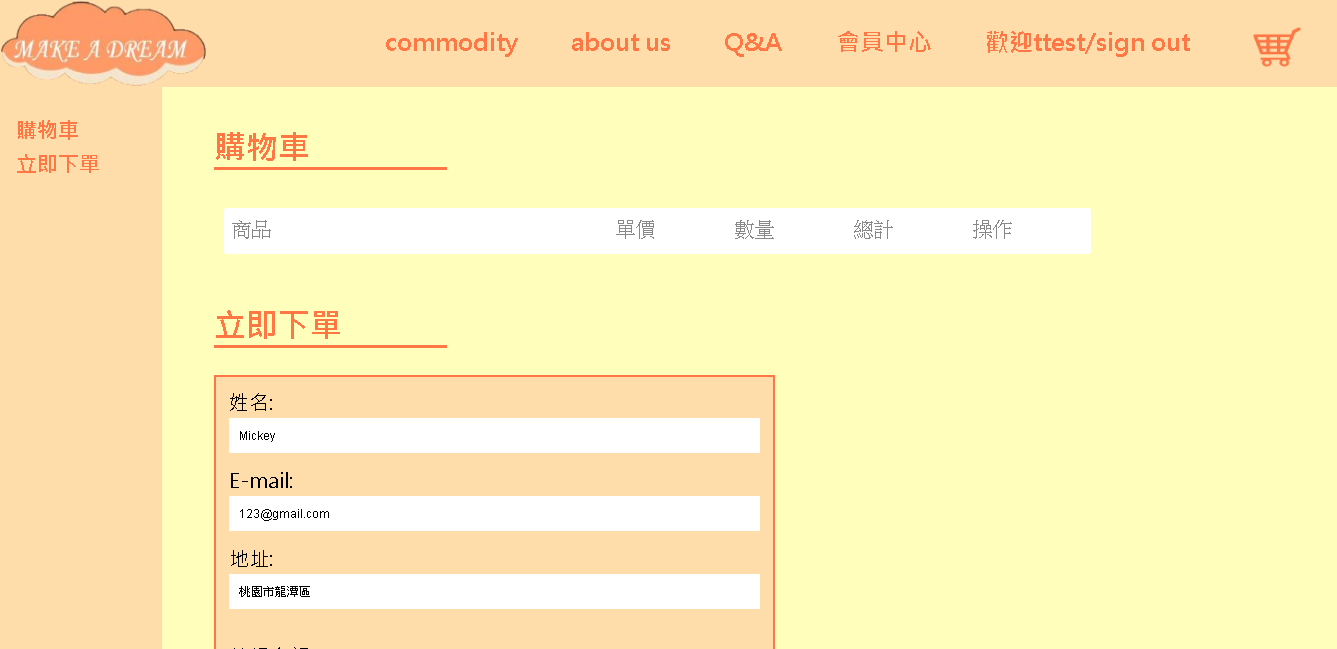 MAKE A DREAM
commodity about us Q&A 會員中心 歡迎ttest/sign out
購物車
立即下單
購物車
商品 單價 數量 總計 操作
立即下單
姓名:
Mickey
E-mail:
123@gmail.com
地址:
桃園市龍潭區